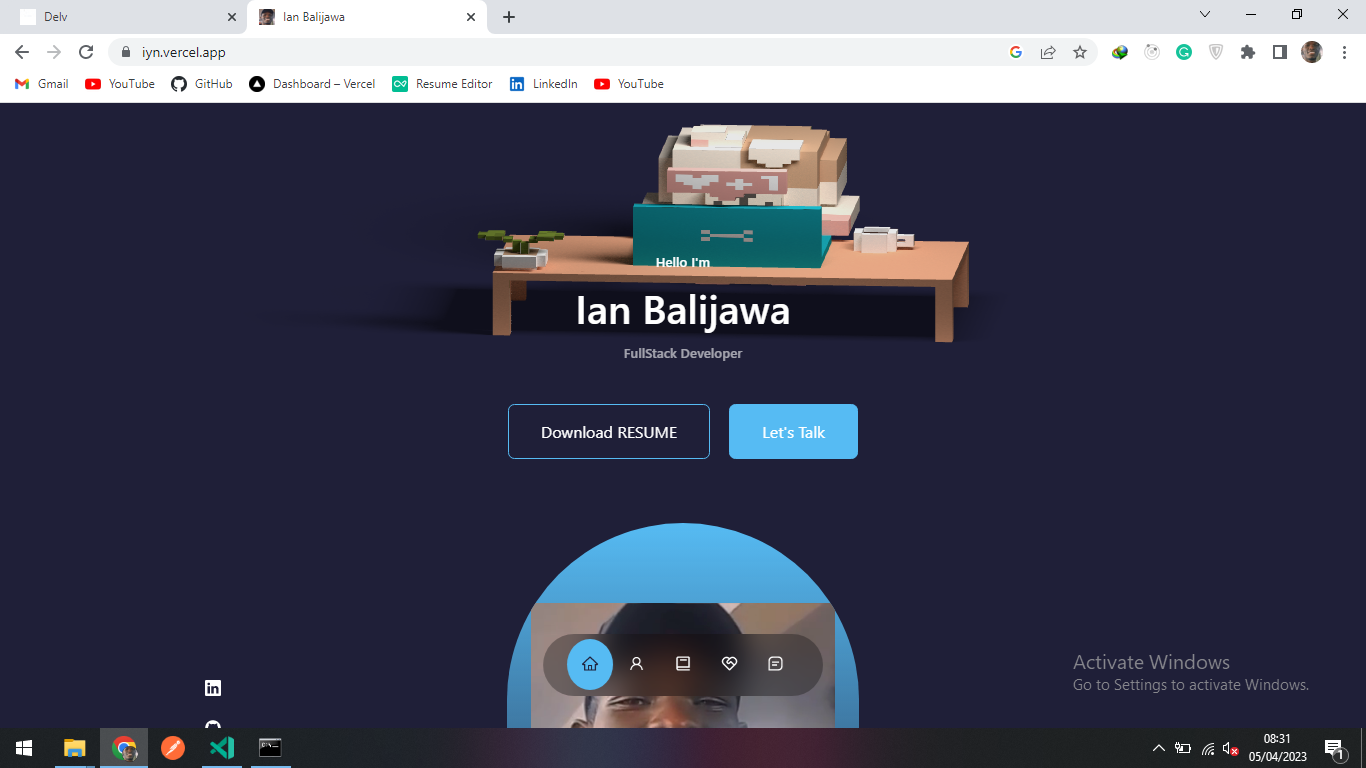 Delv
Ian Balijawa
iyn.vercel.app
Gmail
YouTube
GitHub
Dashboard – Vercel
Resume Editor
LinkedIn
YouTube
Hello I'm
Ian Balijawa
FullStack Developer
Download RESUME
Let's Talk
Activate Windows
Go to Settings to activate Windows.
08:31
05/04/2023
1